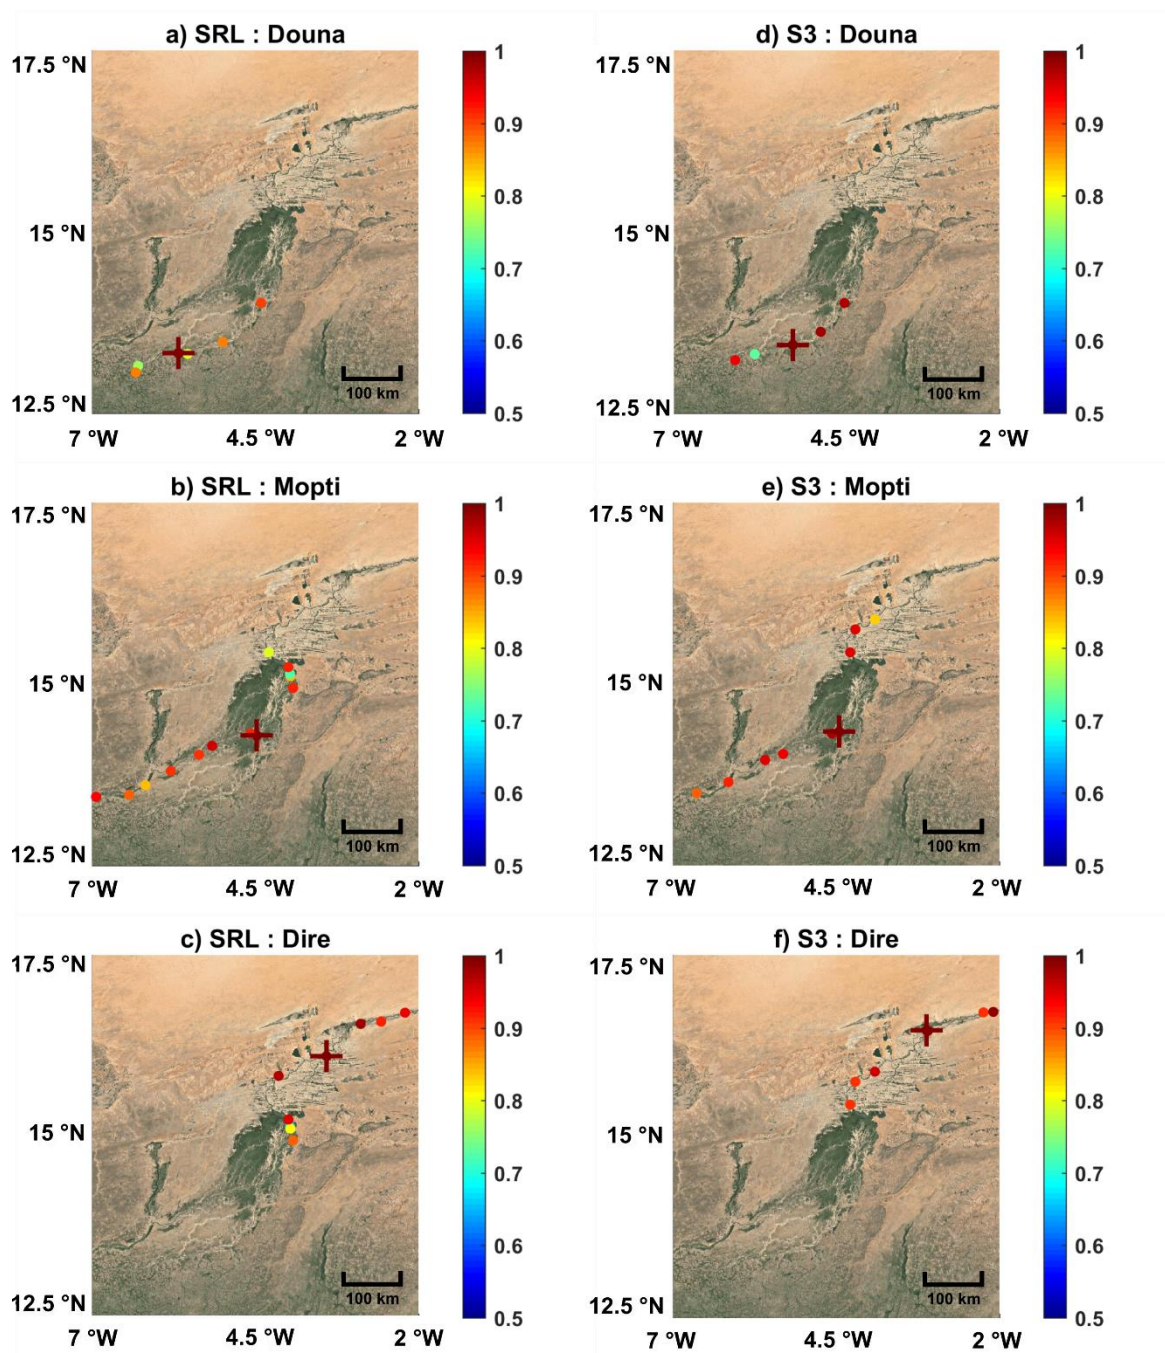 a) SRL : Douna
17.5 °N
15 °N
12.5 °N
7 °W
4.5 °W
2 °W
100 km
1
0.9
0.8
0.7
0.6
0.5
d) S3 : Douna
17.5 °N
15 °N
12.5 °N
7 °W
4.5 °W
2 °W
100 km
1
0.9
0.8
0.7
0.6
0.5
b) SRL : Mopti
17.5 °N
15 °N
12.5 °N
7 °W
4.5 °W
2 °W
100 km
1
0.9
0.8
0.7
0.6
0.5
e) S3 : Mopti
17.5 °N
15 °N
12.5 °N
7 °W
4.5 °W
2 °W
100 km
1
0.9
0.8
0.7
0.6
0.5
c) SRL : Dire
17.5 °N
15 °N
12.5 °N
7 °W
4.5 °W
2 °W
100 km
1
0.9
0.8
0.7
0.6
0.5
f) S3 : Dire
17.5 °N
15 °N
12.5 °N
7 °W
4.5 °W
2 °W
100 km
1
0.9
0.8
0.7
0.6
0.5